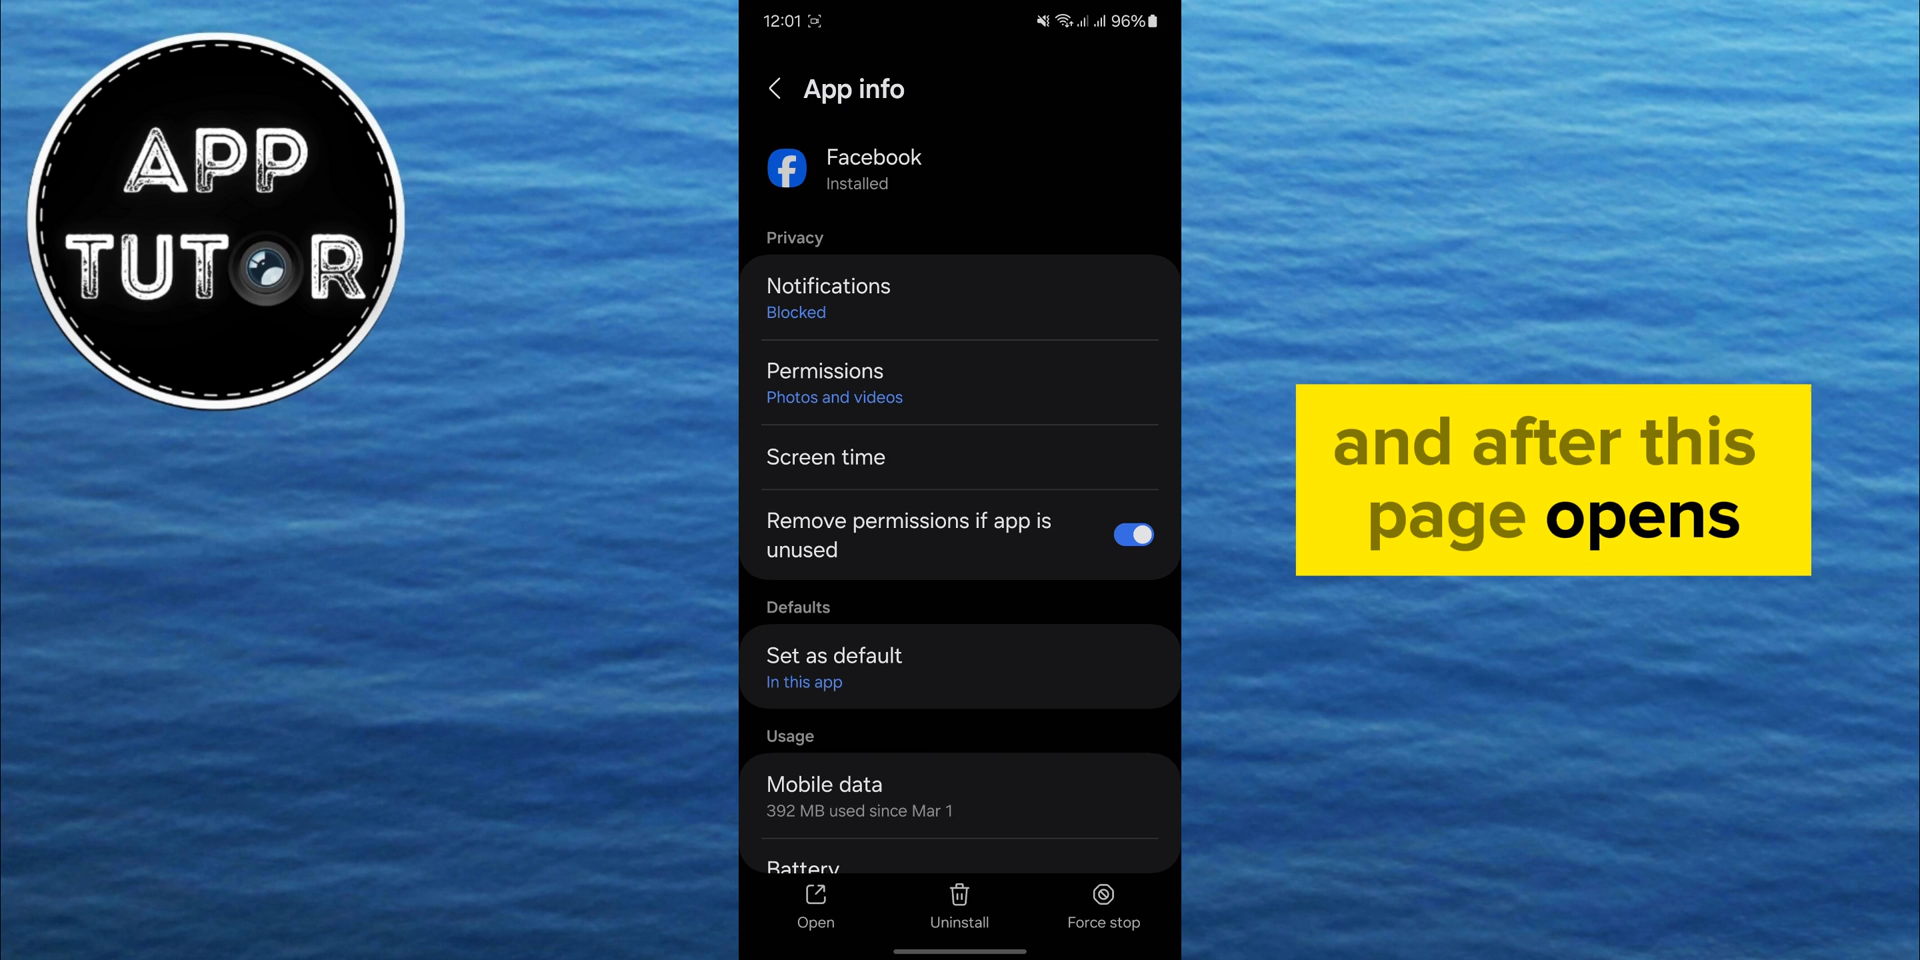 APP
TUTOR
12:01
96%
App info
Facebook
Installed
Privacy
Notifications
Blocked
Permissions
Photos and videos
Screen time
Remove permissions if app is
unused
Defaults
Set as default
In this app
Usage
Mobile data
392 MB used since Mar 1
Battery
Open
Uninstall
Force stop
and after this
page opens